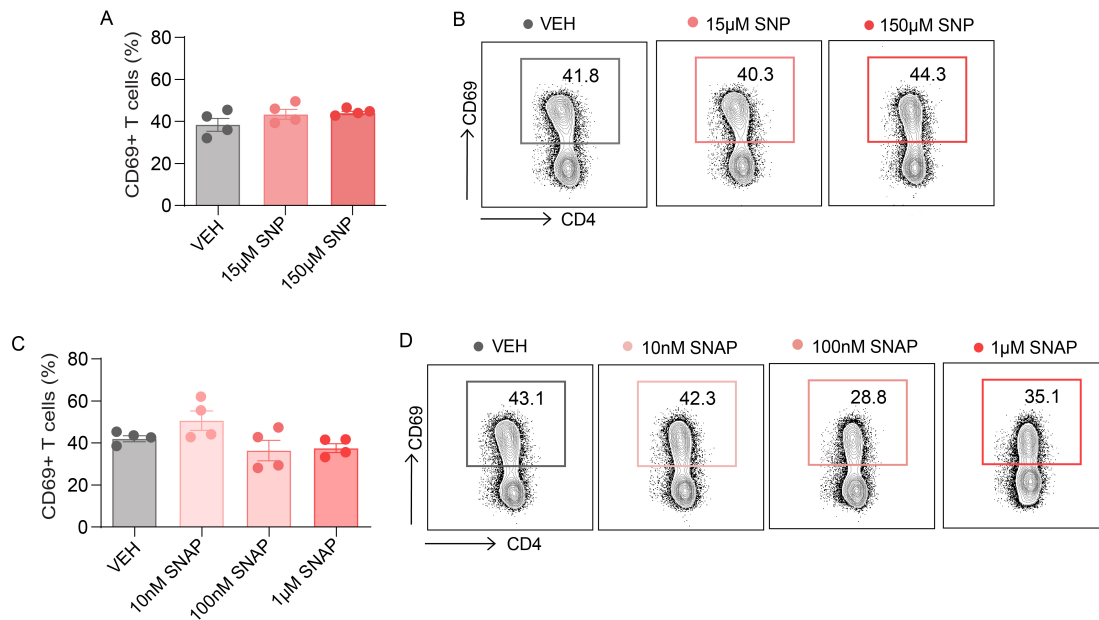 A
CD69+ T cells (%)
80
60
40
20
0
VEH
15µM SNP
150µM SNP
B
VEH
15µM SNP
150µM SNP
41.8
40.3
44.3
CD69
CD4
C
CD69+ T cells (%)
80
60
40
20
0
VEH
10nM SNAP
100nM SNAP
1µM SNAP
D
VEH
10nM SNAP
100nM SNAP
1µM SNAP
43.1
42.3
28.8
35.1
CD69
CD4